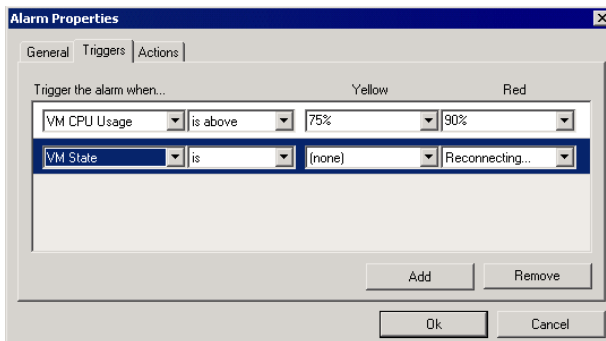 Alarm Properties
General Triggers Actions
Trigger the alarm when... Yellow Red
VM CPU Usage is above 75% 90%
VM State is (none) Reconnecting...
Add Remove
Ok Cancel